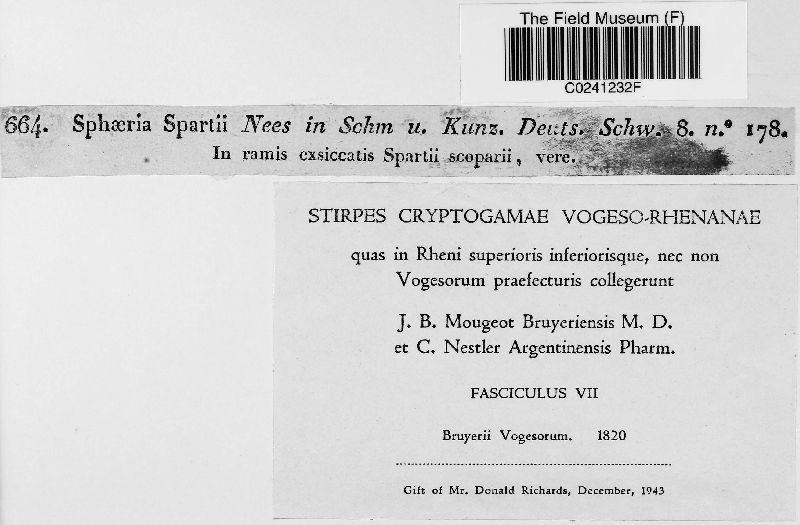 The Field Museum (F)
C0241232F
664. Sphæria Spartii Nees in Schm u. Kunz. Deuts. Schw. 8. n.° 178.
In ramis exsiccatis Spartii scoparii, vere.
STIRPES CRYPTOGAMAE VOGESO-RHENANAE
quas in Rheni superioris inferiorisque, nec non
Vogesorum praefecturis collegerunt
J. B. Mougeot Bruyeriensis M. D.
et C. Nestler Argentinensis Pharm.
FASCICULUS VII
Bruyerii Vogesorum. 1820
Gift of Mr. Donald Richards, December, 1943